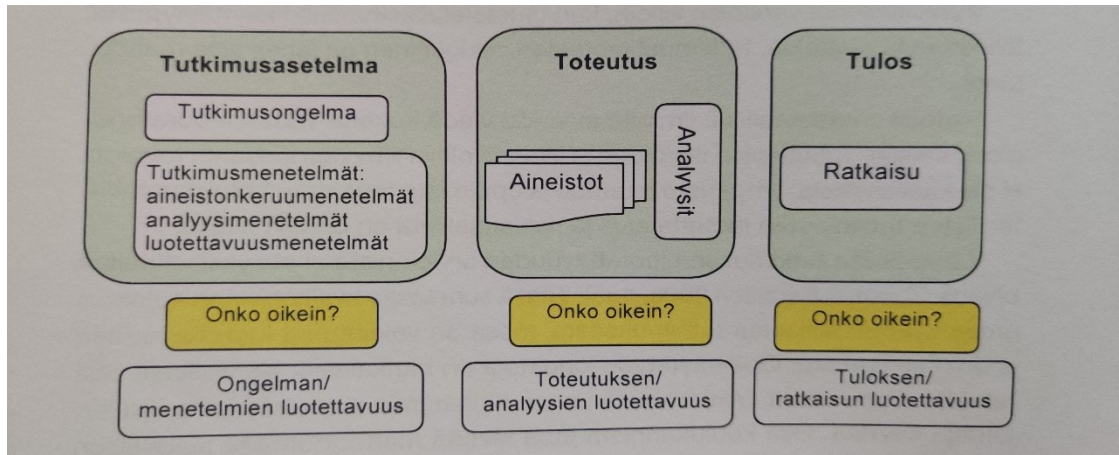 Tutkimusasetelma
Tutkimusongelma
Tutkimusmenetelmät:
aineistonkeruumenetelmät
analyysimenetelmät
luotettavuusmenetelmät
Onko oikein?
Ongelman/
menetelmien luotettavuus
Toteutus
Aineistot
Analyysit
Onko oikein?
Toteutuksen/
analyysien luotettavuus
Tulos
Ratkaisu
Onko oikein?
Tuloksen/
ratkaisun luotettavuus